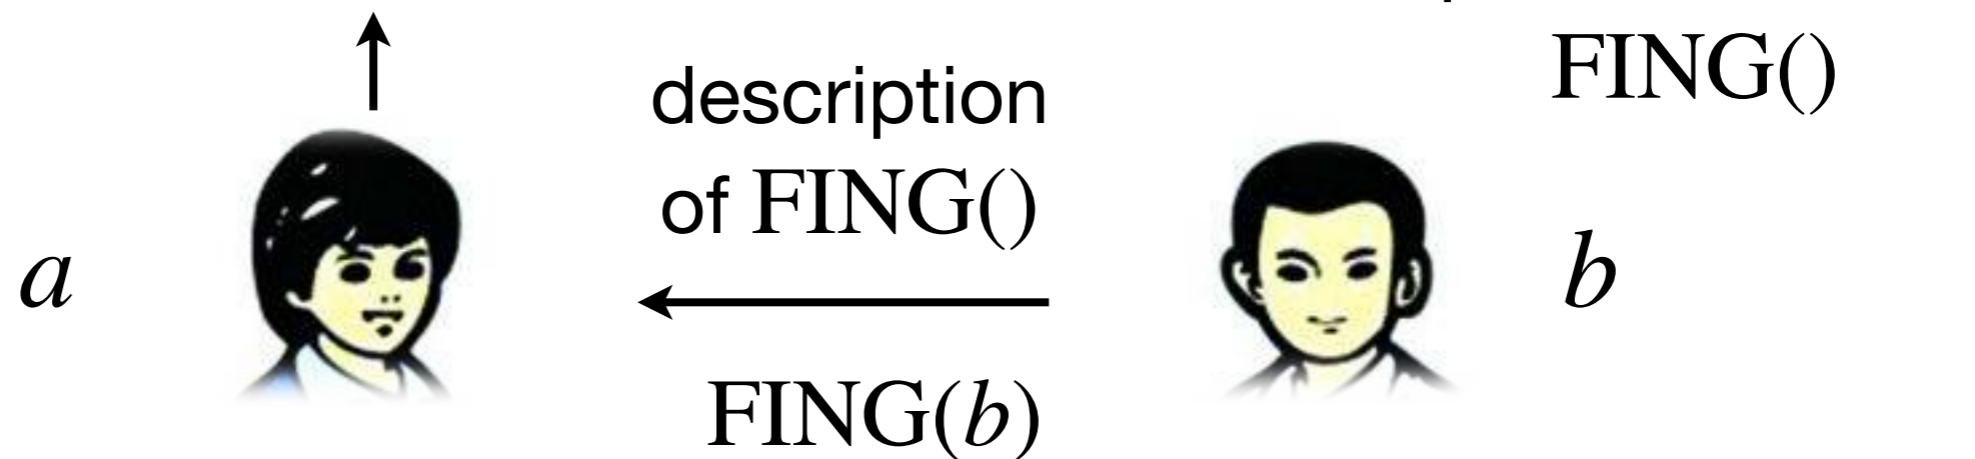 FING()
description
of FING()
a
b
FING(b)